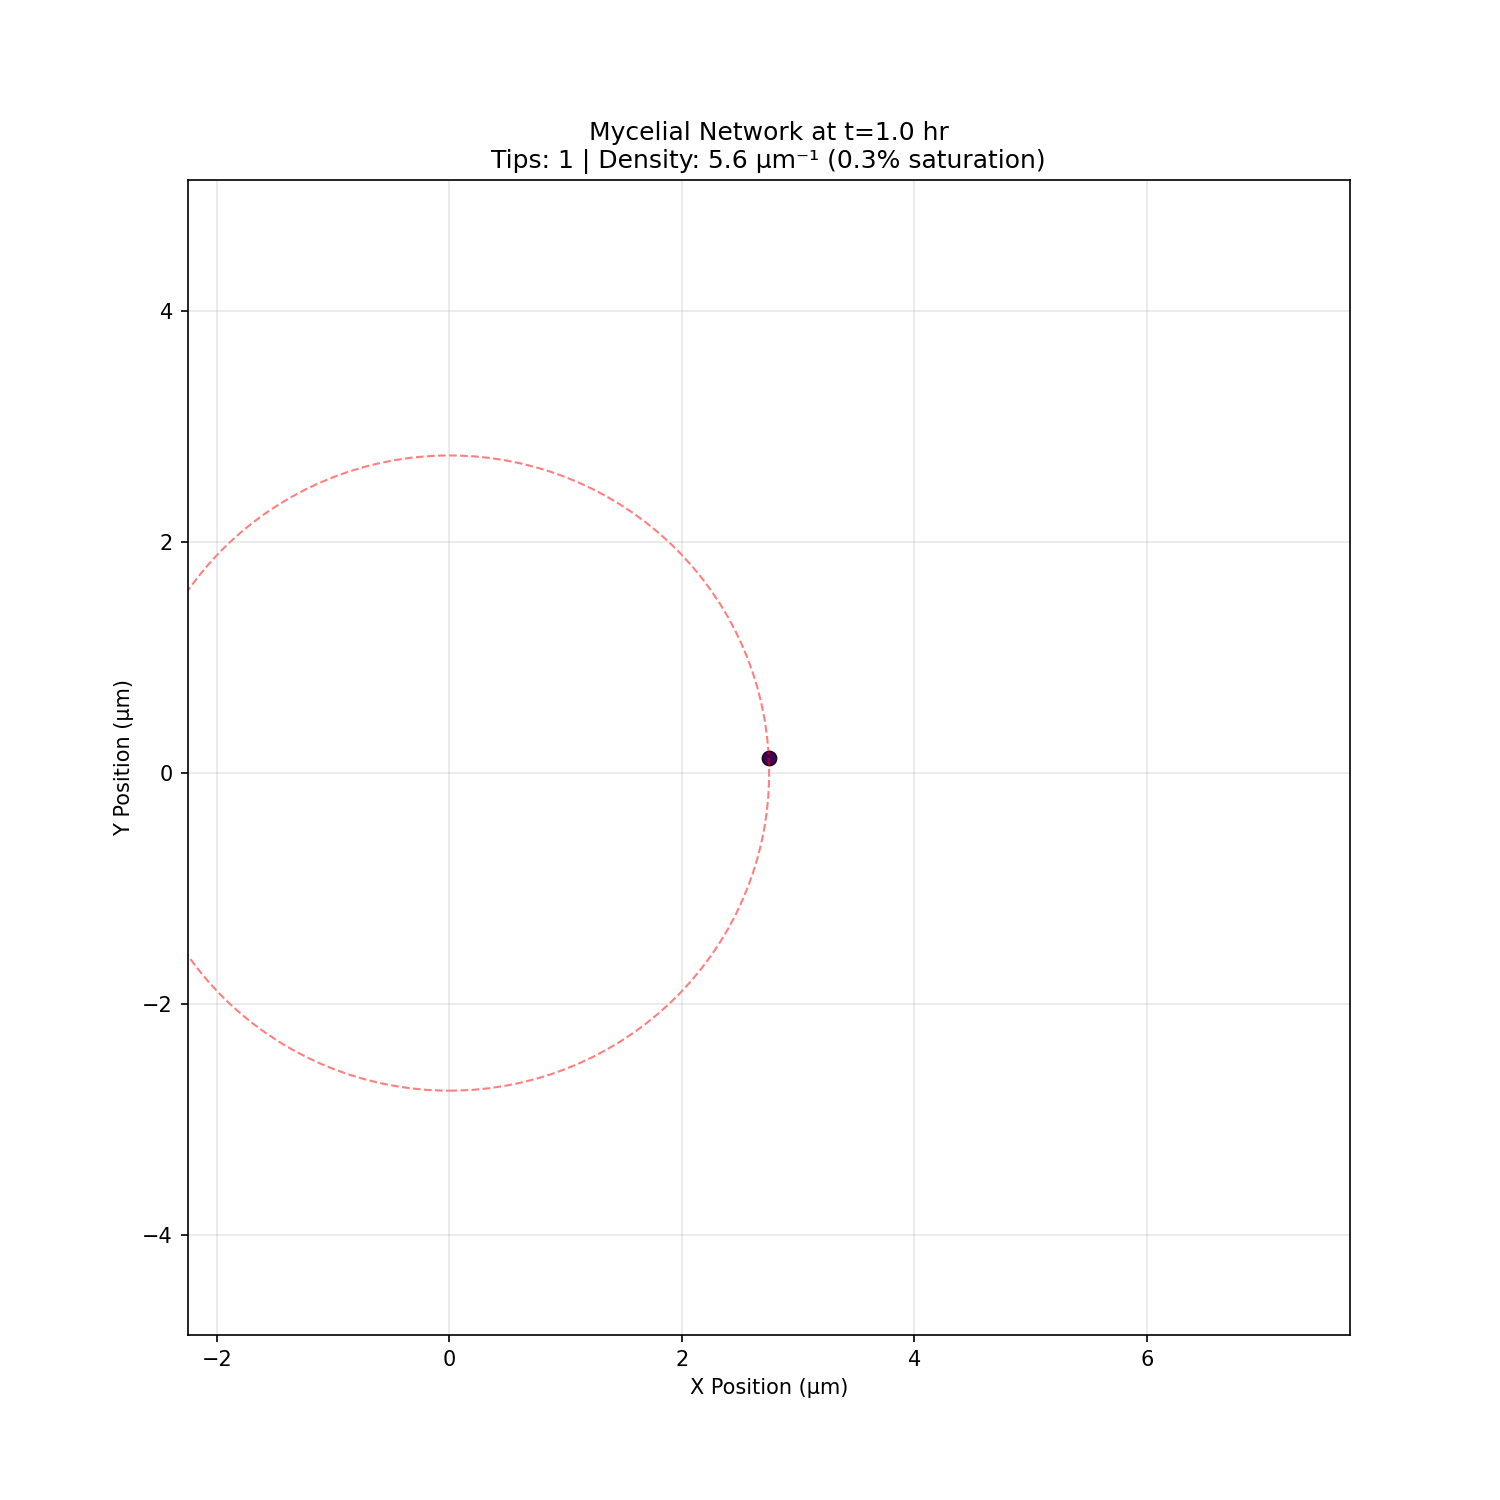 Mycelial Network at t=1.0 hr
Tips: 1 | Density: 5.6 μm⁻¹ (0.3% saturation)
4
2
0
−2
−4
Y Position (μm)
−2 0 2 4 6
X Position (μm)